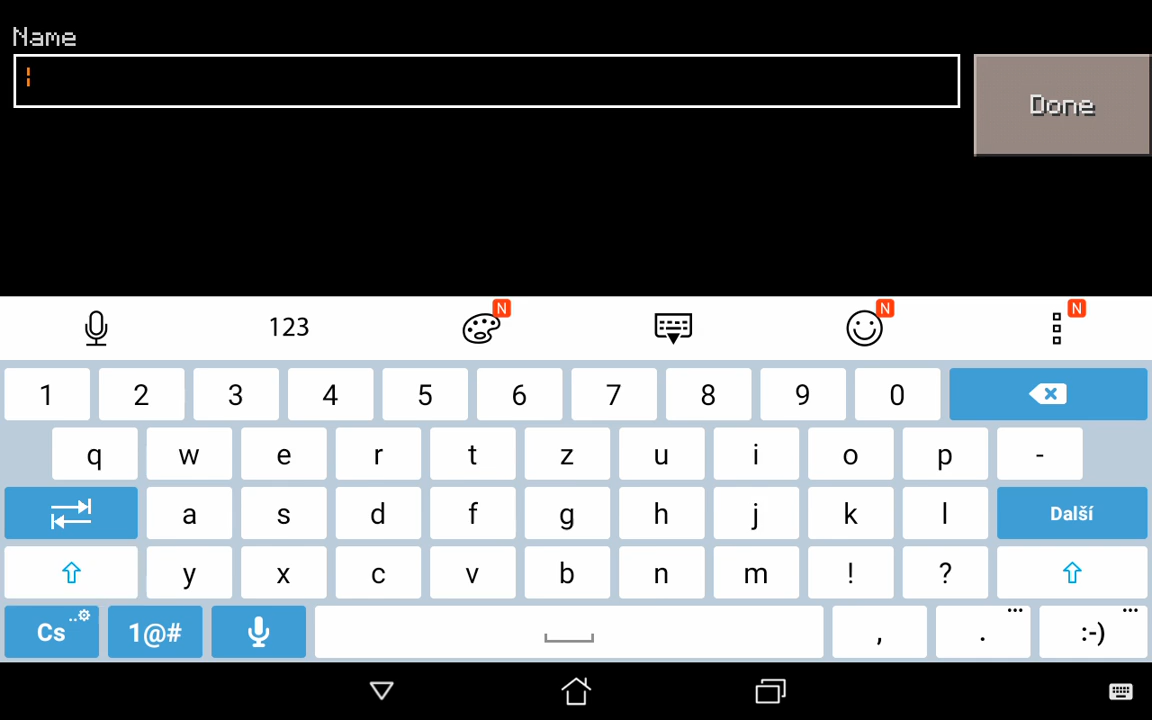 Name
Done
N N N
123
1 2 3 4 5 6 7 8 9 0
q w e r t z u i o p -
a s d f g h j k l Další
y x c v b n m ! ?
Cs 1@# , . :-)